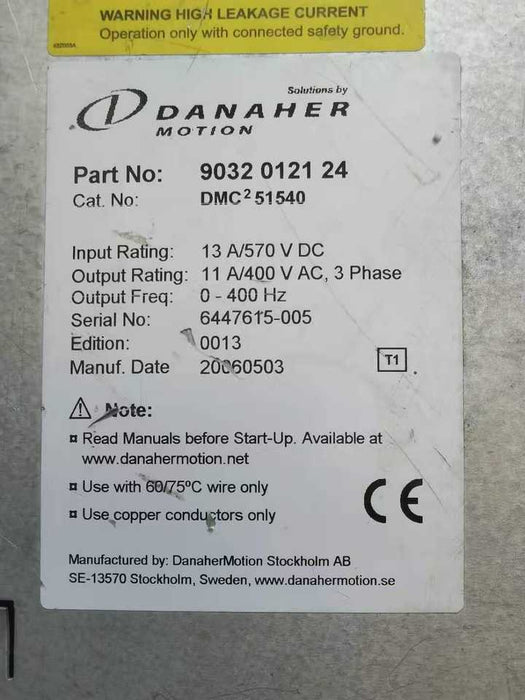 WARNING HIGH LEAKAGE CURRENT
Operation only with connected safety ground.
Solutions by
DANAHER
MOTION
Part No: 9032 0121 24
Cat. No: DMC² 51540
Input Rating: 13 A/570 V DC
Output Rating: 11 A/400 V AC, 3 Phase
Output Freq: 0 - 400 Hz
Serial No: 6447615-005
Edition: 0013
Manuf. Date 20060503
T1
Note:
Read Manuals before Start-Up. Available at
www.danahermotion.net
Use with 60/75ºC wire only
Use copper conductors only
CE
Manufactured by: DanaherMotion Stockholm AB
SE-13570 Stockholm, Sweden, www.danahermotion.se